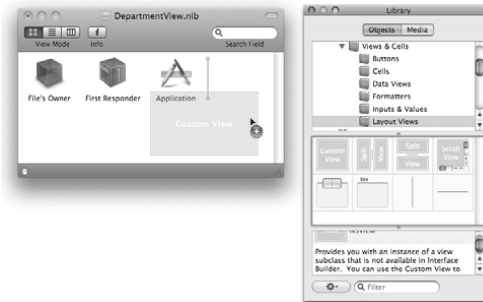 DepartmentView.nib
View Mode
Info
Search Field
File's Owner
First Responder
Application
Custom View
Library
Objects
Media
Views & Cells
Buttons
Cells
Data Views
Formatters
Inputs & Values
Layout Views
Custom View
Split View
Split View
Scroll View
Box
NSView
Provides you with an instance of a view
subclass that is not available in Interface
Builder. You can use the Custom View to
Filter